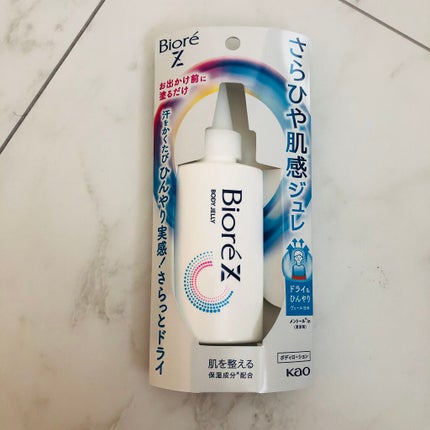 Bioré
Z
お出かけ前に
塗るだけ
汗をかくたびひんやり実感!さらっとドライ
さらひや肌感ジュレ
Bioré Z
BODY JELLY
ドライ&
ひんやり
肌を整える
保湿成分*配合
ボディローション
Kao